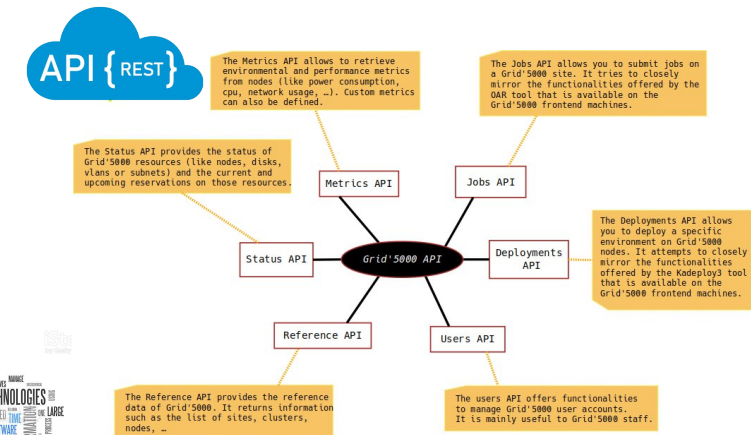 API { REST }
The Metrics API allows to retrieve
environmental and performance metrics
from nodes (like power consumption,
cpu, network usage, …). Custom metrics
can also be defined.
The Jobs API allows you to submit jobs on
a Grid'5000 site. It tries to closely
mirror the functionalities offered by the
OAR tool that is available on the
Grid'5000 frontend machines.
The Status API provides the status of
Grid'5000 resources (like nodes, disks,
vlans or subnets) and the current and
upcoming reservations on those resources.
Metrics API
Jobs API
The Deployments API allows
you to deploy a specific
environment on Grid'5000
nodes. It attempts to closely
mirror the functionalities
offered by the Kadeploy3 tool
that is available on the
Grid'5000 frontend machines.
Status API
Grid'5000 API
Deployments
API
Reference API
Users API
The Reference API provides the reference
data of Grid'5000. It returns information
such as the list of sites, clusters,
nodes, …
The users API offers functionalities
to manage Grid'5000 user accounts.
It is mainly useful to Grid'5000 staff.
MANAGE
HNOLOGIES
TIME
LARGE
TWARE
PROCESS